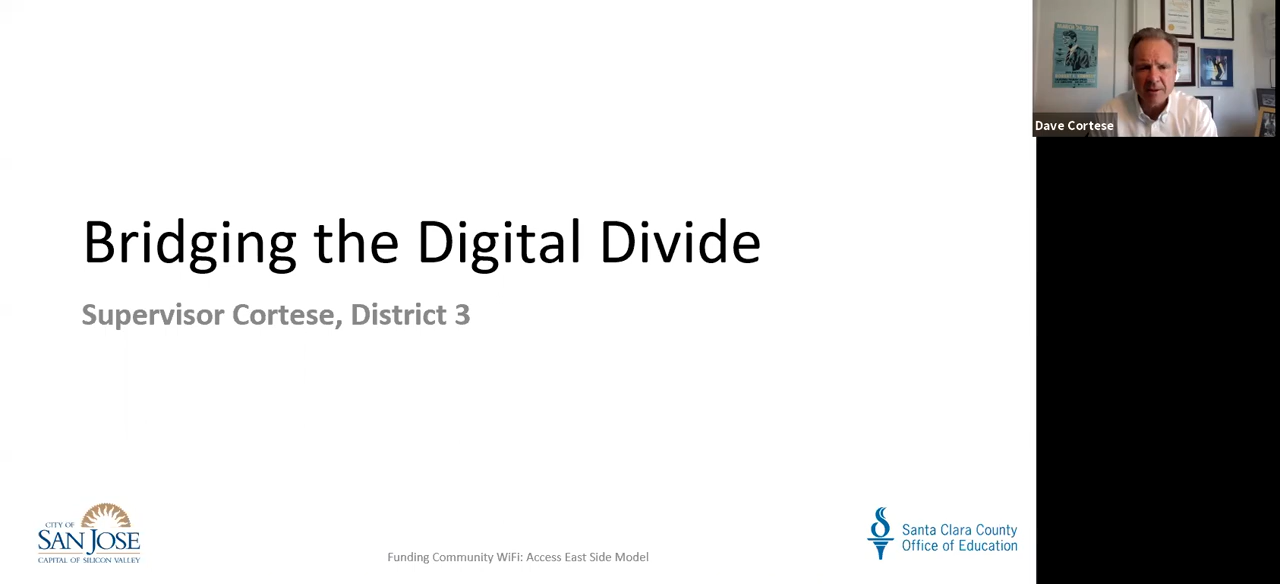 Dave Cortese
Bridging the Digital Divide
Supervisor Cortese, District 3
CITY OF
SAN JOSE
CAPITAL OF SILICON VALLEY
Funding Community WiFi: Access East Side Model
Santa Clara County
Office of Education